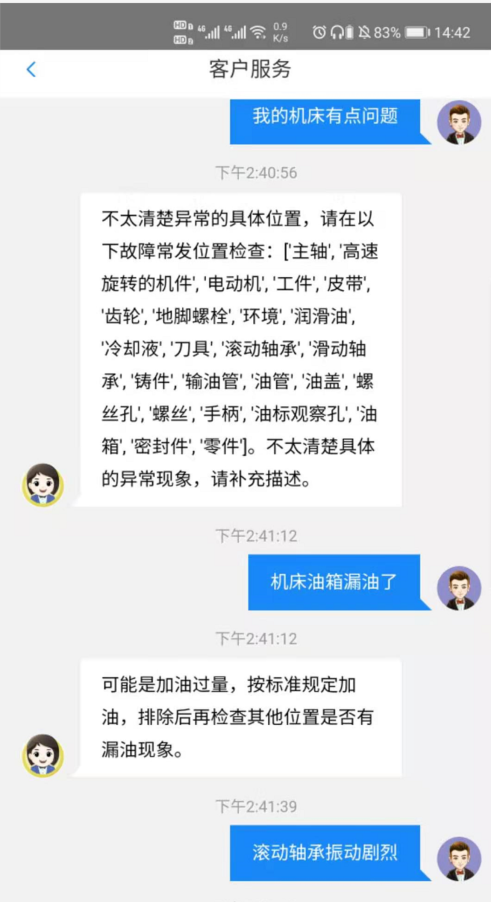 HD 4G 4G 0.9 83% 14:42
HD K/s
客户服务
我的机床有点问题
下午2:40:56
不太清楚异常的具体位置，请在以
下故障常发位置检查：['主轴', '高速
旋转的机件', '电动机', '工件', '皮带',
'齿轮', '地脚螺栓', '环境', '润滑油',
'冷却液', '刀具', '滚动轴承', '滑动轴
承', '铸件', '输油管', '油管', '油盖', '螺
丝孔', '螺丝', '手柄', '油标观察孔', '油
箱', '密封件', '零件']。不太清楚具体
的异常现象，请补充描述。
下午2:41:12
机床油箱漏油了
下午2:41:12
可能是加油过量，按标准规定加
油，排除后再检查其他位置是否有
漏油现象。
下午2:41:39
滚动轴承振动剧烈